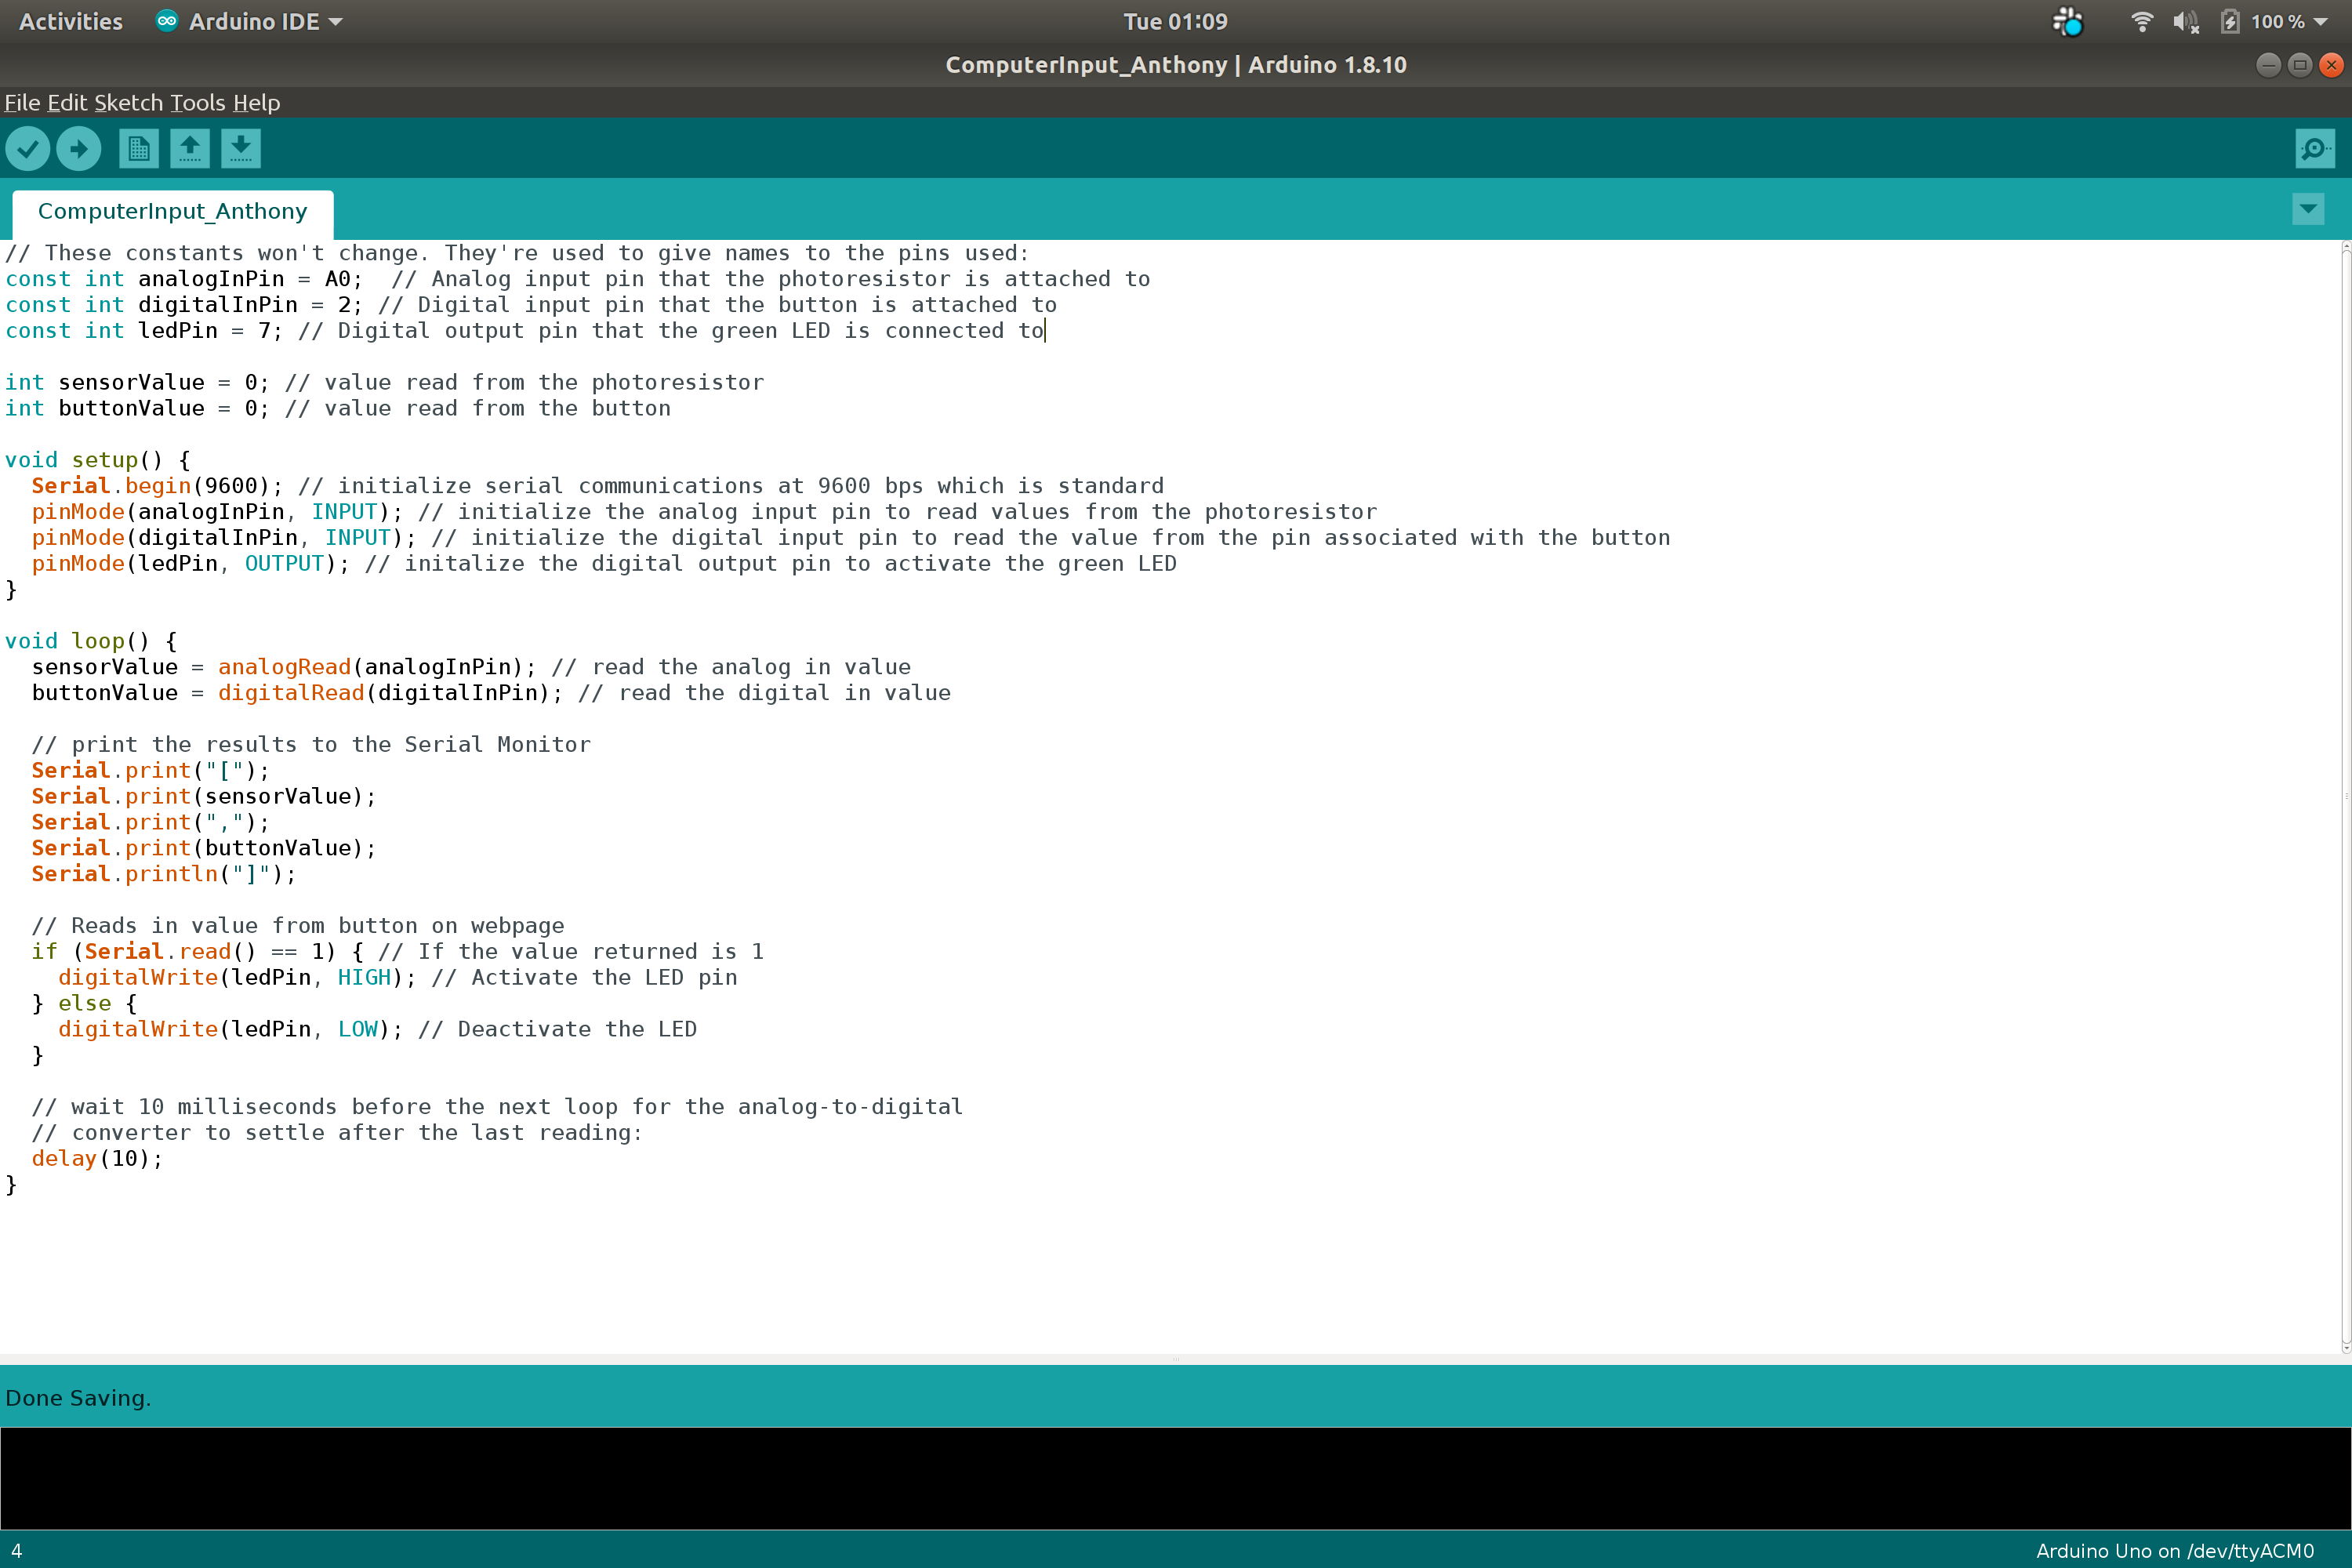 Activities Arduino IDE Tue 01:09 100 %
ComputerInput_Anthony | Arduino 1.8.10
File Edit Sketch Tools Help
ComputerInput_Anthony
// These constants won't change. They're used to give names to the pins used:
const int analogInPin = A0;  // Analog input pin that the photoresistor is attached to
const int digitalInPin = 2; // Digital input pin that the button is attached to
const int ledPin = 7; // Digital output pin that the green LED is connected to
int sensorValue = 0; // value read from the photoresistor
int buttonValue = 0; // value read from the button
void setup() {
  Serial.begin(9600); // initialize serial communications at 9600 bps which is standard
  pinMode(analogInPin, INPUT); // initialize the analog input pin to read values from the photoresistor
  pinMode(digitalInPin, INPUT); // initialize the digital input pin to read the value from the pin associated with the button
  pinMode(ledPin, OUTPUT); // initalize the digital output pin to activate the green LED
}
void loop() {
  sensorValue = analogRead(analogInPin); // read the analog in value
  buttonValue = digitalRead(digitalInPin); // read the digital in value
  // print the results to the Serial Monitor
  Serial.print("[");
  Serial.print(sensorValue);
  Serial.print(",");
  Serial.print(buttonValue);
  Serial.println("]");
  // Reads in value from button on webpage
  if (Serial.read() == 1) { // If the value returned is 1
    digitalWrite(ledPin, HIGH); // Activate the LED pin
  } else {
    digitalWrite(ledPin, LOW); // Deactivate the LED
  }
  // wait 10 milliseconds before the next loop for the analog-to-digital
  // converter to settle after the last reading:
  delay(10);
}
Done Saving.
4 Arduino Uno on /dev/ttyACM0